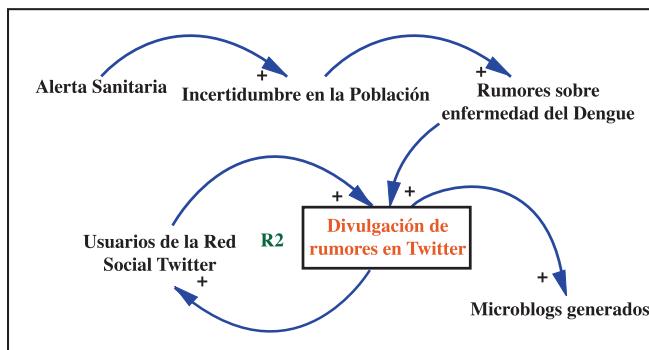 Alerta Sanitaria
+
Incertidumbre en la Población
+
Rumores sobre
enfermedad del Dengue
+
+
Usuarios de la Red
Social Twitter
+
R2
Divulgación de
rumores en Twitter
+
Microblogs generados